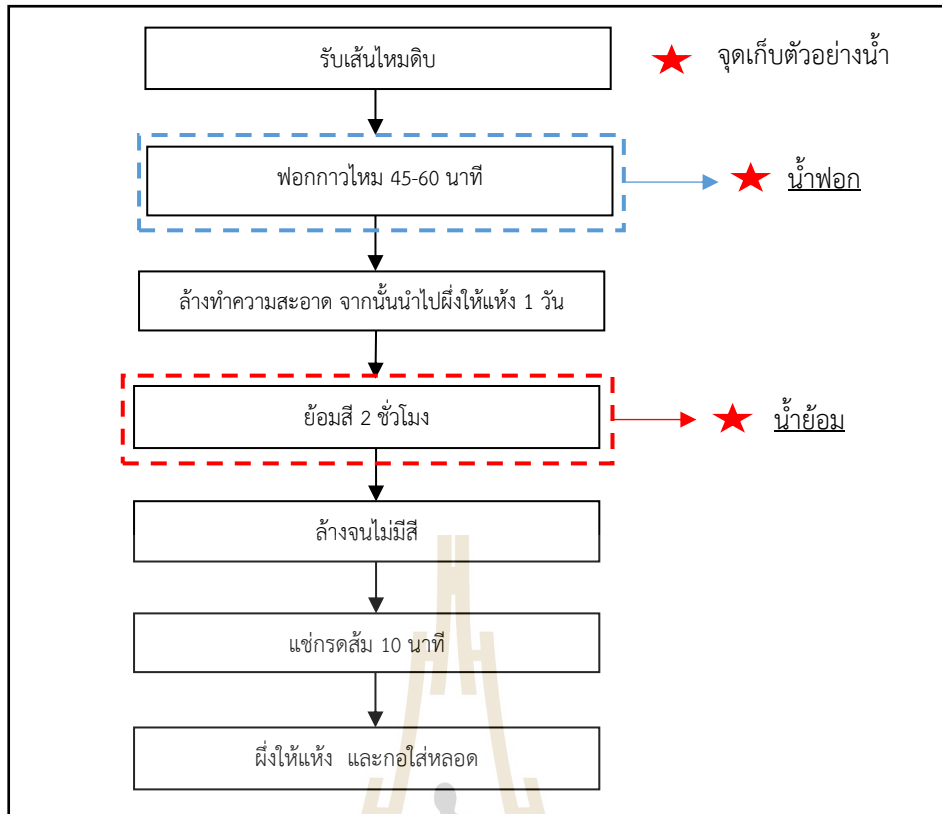 รับเส้นไหมดิบ
จุดเก็บตัวอย่างน้ำ
ฟอกกาวไหม 45-60 นาที
น้ำฟอก
ล้างทำความสะอาด จากนั้นนำไปผึ่งให้แห้ง 1 วัน
ย้อมสี 2 ชั่วโมง
น้ำย้อม
ล้างจนไม่มีสี
แช่กรดส้ม 10 นาที
ผึ่งให้แห้ง และกอใส่หลอด